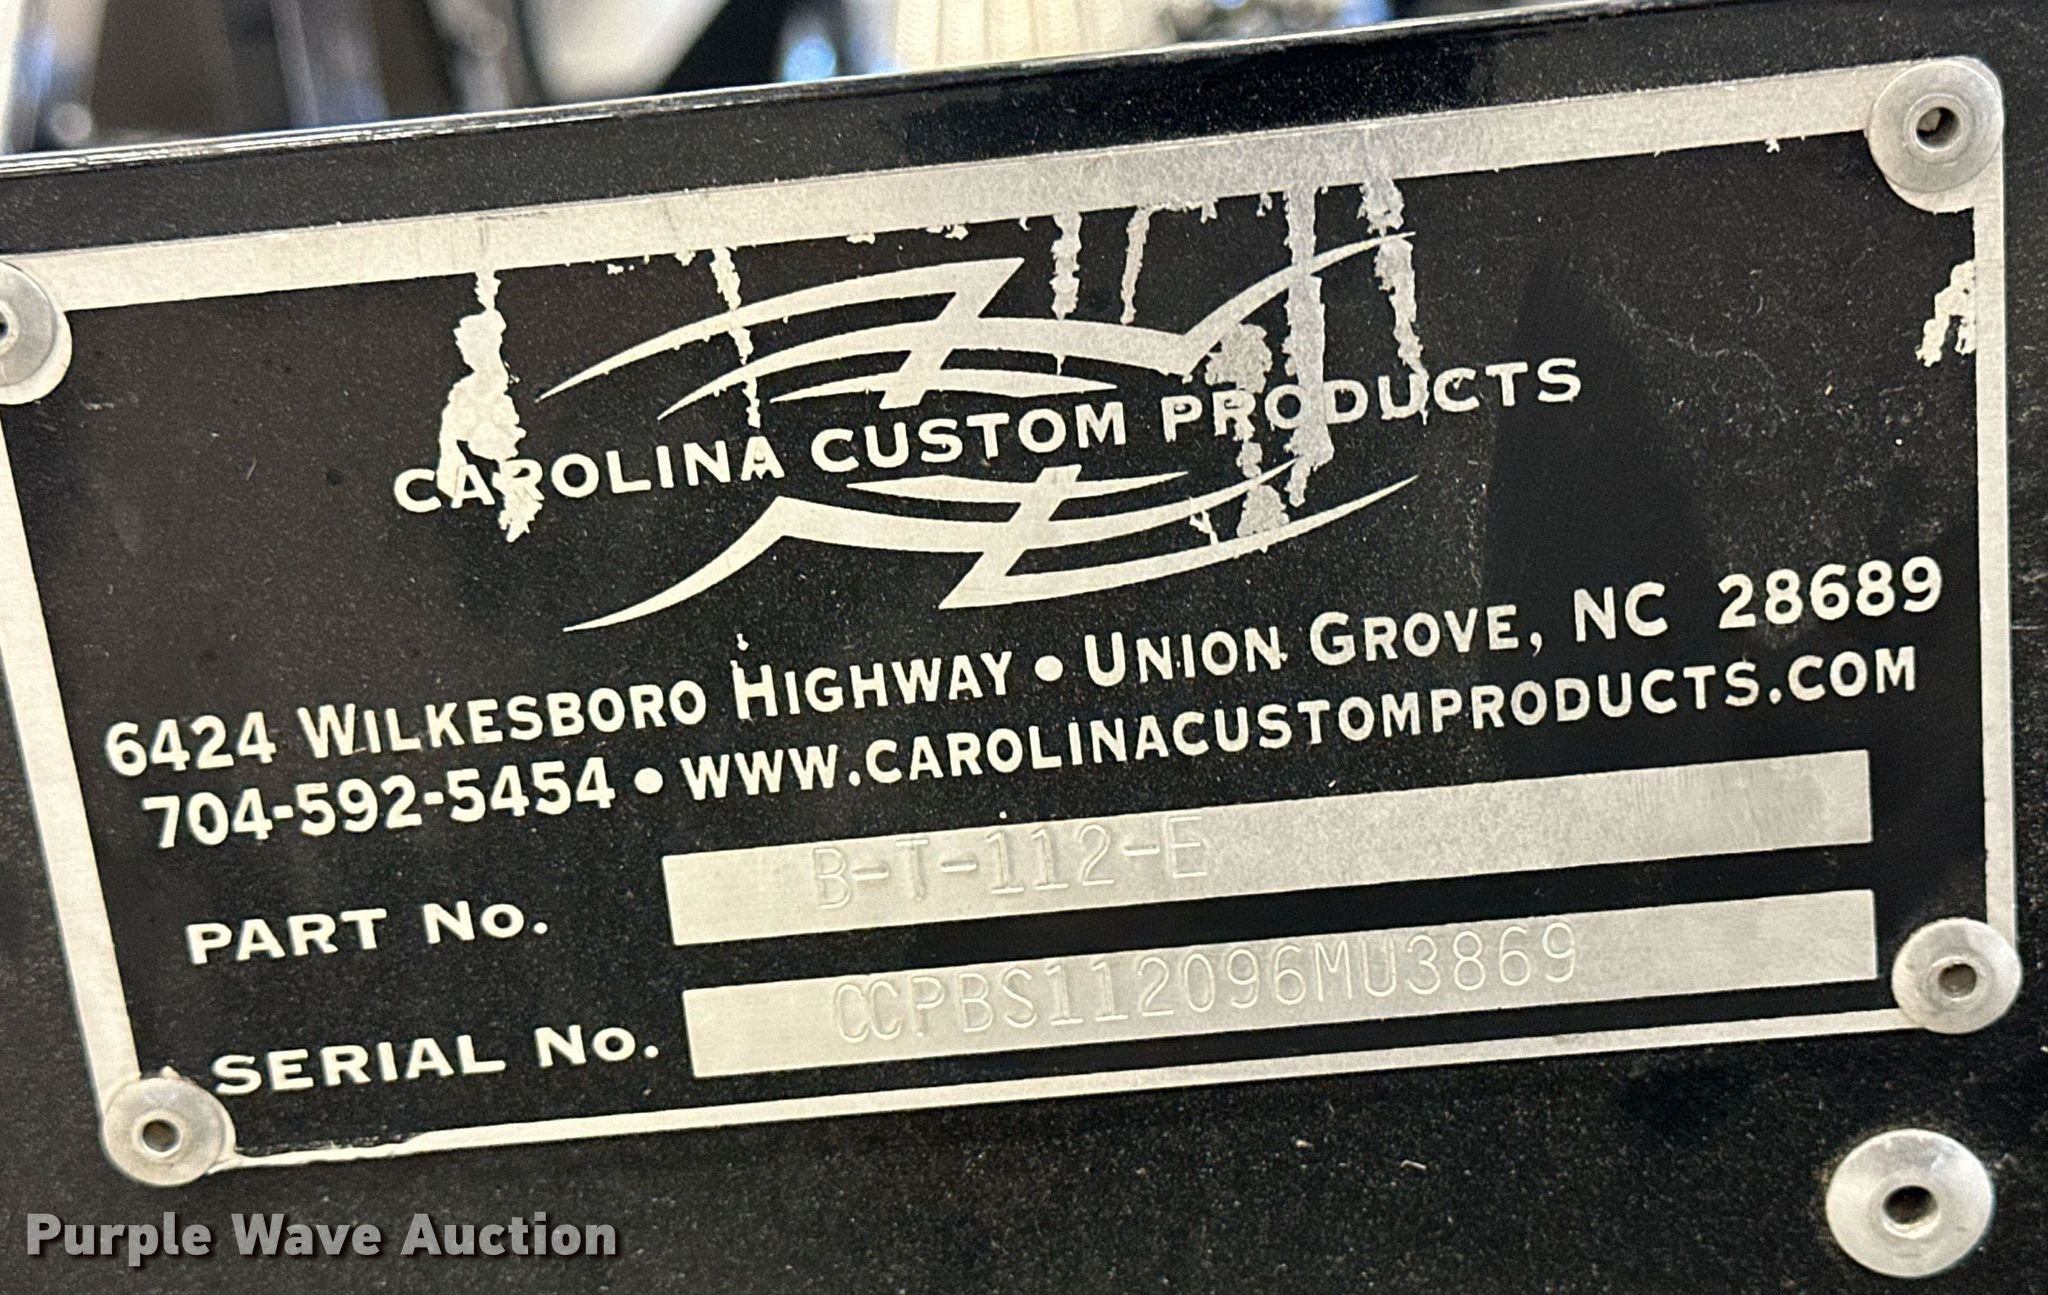 CAROLINA CUSTOM PRODUCTS
6424 WILKESBORO HIGHWAY • UNION GROVE, NC 28689
704-592-5454 • WWW.CAROLINACUSTOMPRODUCTS.COM
PART NO. B-T-112-E
SERIAL NO. CCPBS112096MU3869
Purple Wave Auction